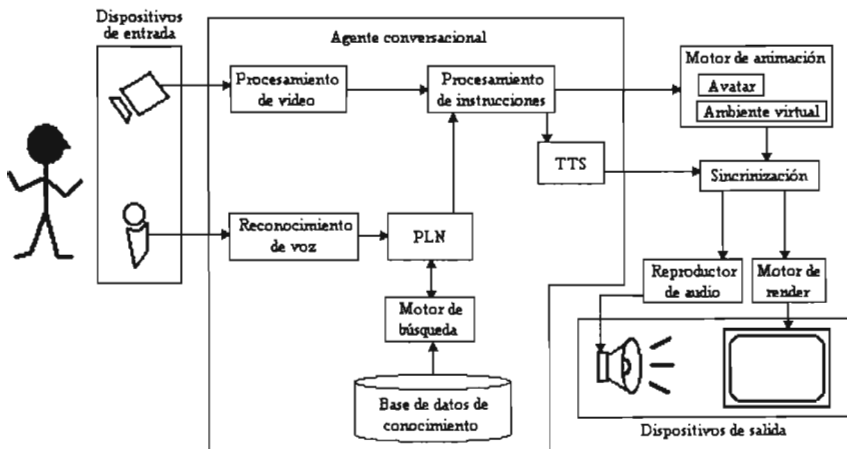 Dispositivos
de entrada
Agente conversacional
Procesamiento
de video
Procesamiento
de instrucciones
Motor de animación
Avatar
Ambiente virtual
TTS
Sincrinización
Reconocimiento
de voz
PLN
Reproductor
de audio
Motor de
render
Motor de
búsqueda
Base de datos de
conocimiento
Dispositivos de salida